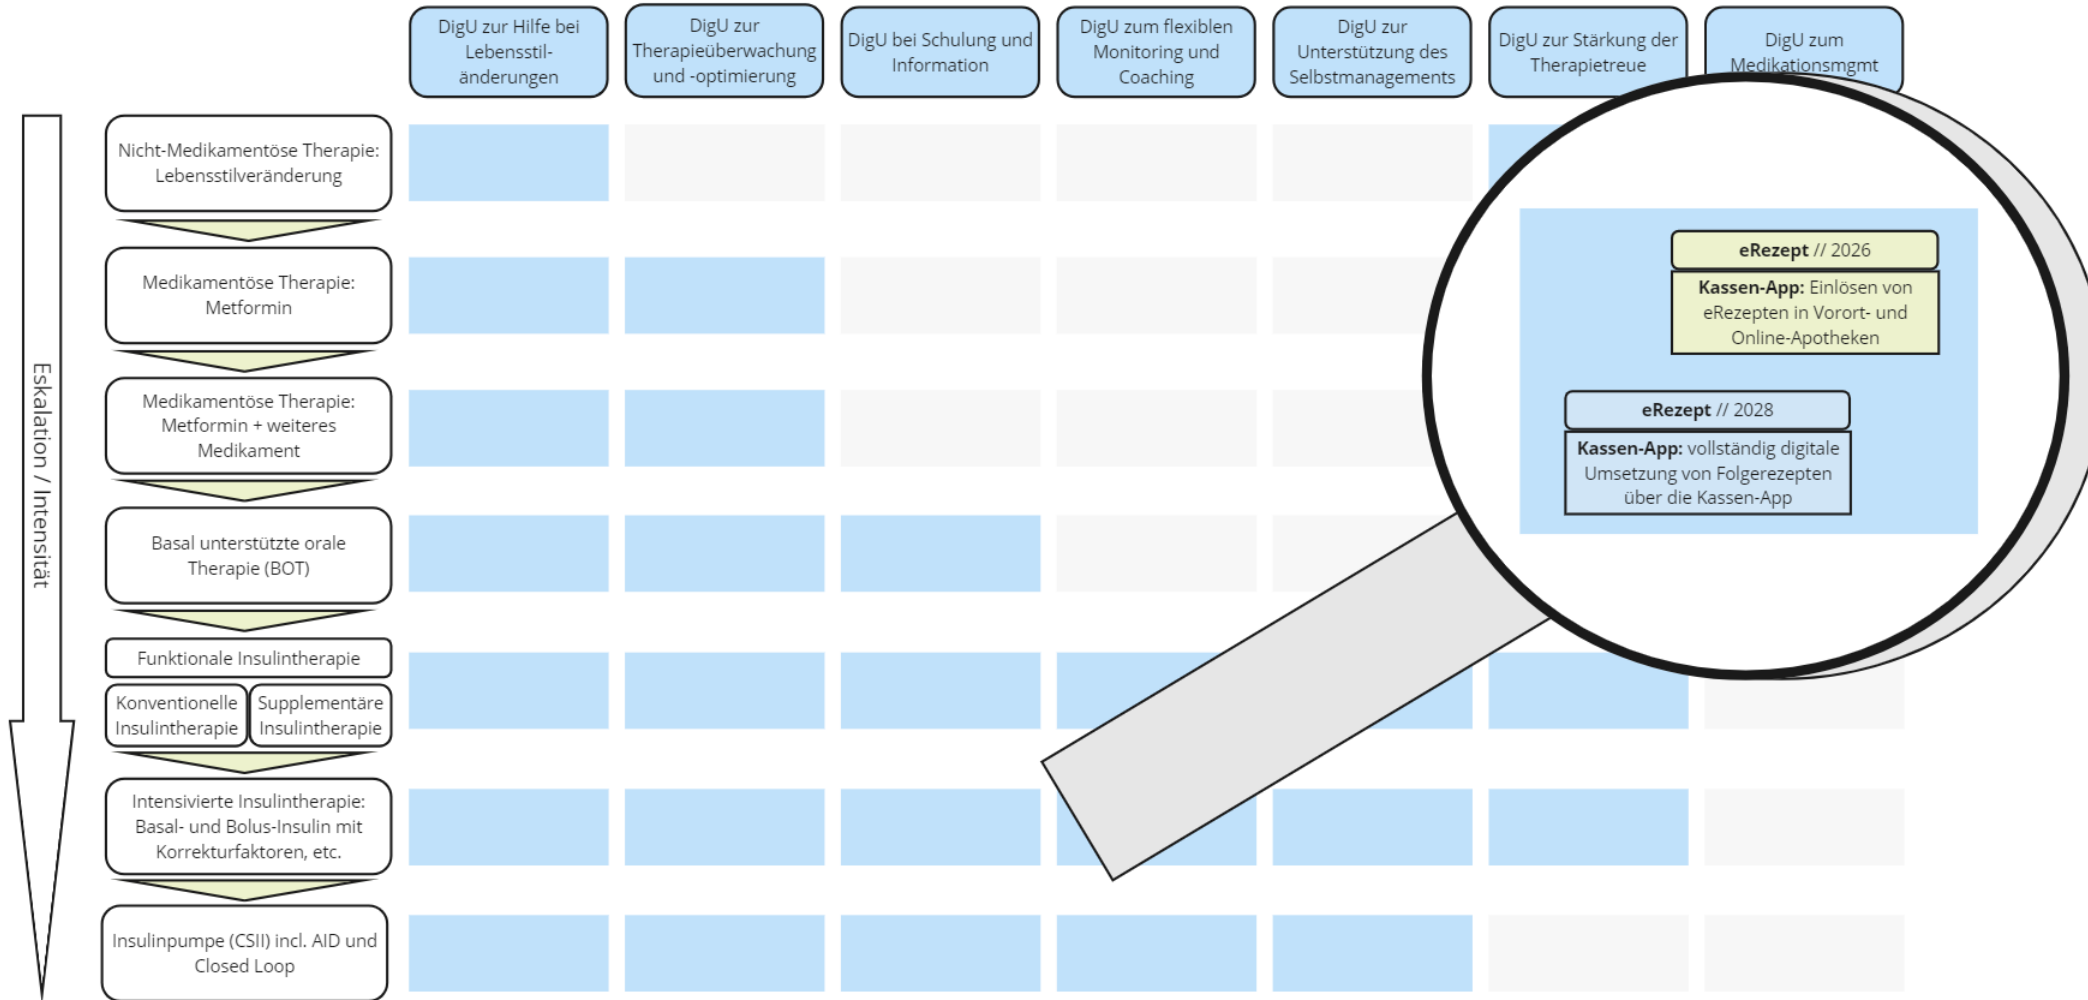 DigU zur Hilfe bei
Lebensstil-
änderungen
DigU zur
Therapieüberwachung
und -optimierung
DigU bei Schulung und
Information
DigU zum flexiblen
Monitoring und
Coaching
DigU zur
Unterstützung des
Selbstmanagements
DigU zur Stärkung der
Therapietreue
DigU zum
Medikationsmgmt
Eskalation / Intensität
Nicht-Medikamentöse Therapie:
Lebensstilveränderung
Medikamentöse Therapie:
Metformin
Medikamentöse Therapie:
Metformin + weiteres
Medikament
Basal unterstützte orale
Therapie (BOT)
Funktionale Insulintherapie
Konventionelle
Insulintherapie
Supplementäre
Insulintherapie
Intensivierte Insulintherapie:
Basal- und Bolus-Insulin mit
Korrekturfaktoren, etc.
Insulinpumpe (CSII) incl. AID und
Closed Loop
eRezept // 2026
Kassen-App: Einlösen von
eRezepten in Vorort- und
Online-Apotheken
eRezept // 2028
Kassen-App: vollständig digitale
Umsetzung von Folgerezepten
über die Kassen-App